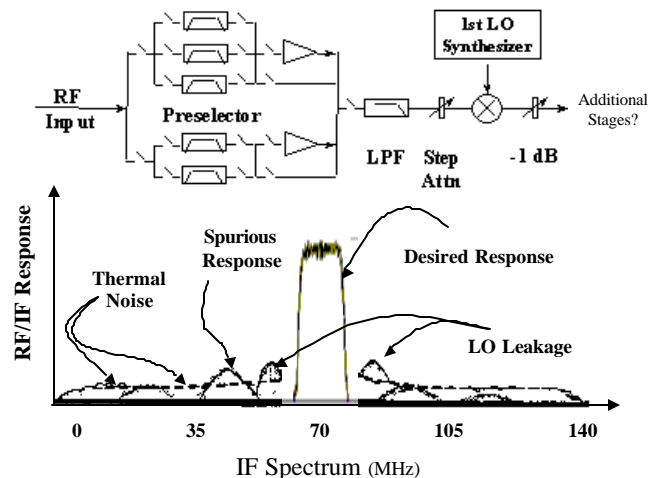 1st LO
Synthesizer
RF
Input
Preselector
Additional
Stages?
LPF
Step
Attn
-1 dB
RF/IF Response
Thermal
Noise
Spurious
Response
Desired Response
LO Leakage
0 35 70 105 140
IF Spectrum (MHz)